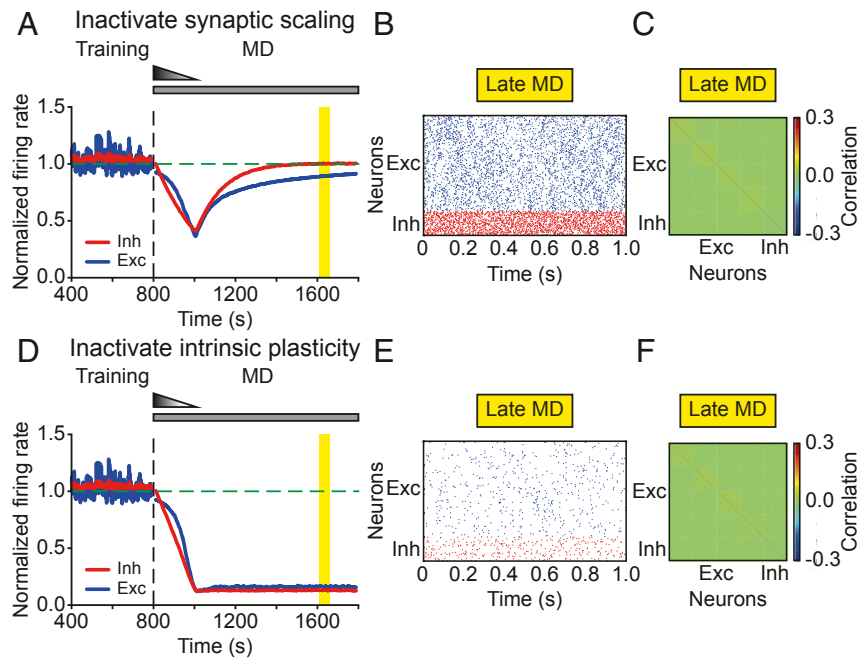 A Inactivate synaptic scaling
Training MD
1.5
1.0
0.5
0.0
Normalized firing rate
Inh
Exc
400 800 1200 1600
Time (s)
B
Late MD
Neurons
Exc
Inh
0 0.2 0.4 0.6 0.8 1.0
Time (s)
C
Late MD
Exc
Inh
Exc Inh
Neurons
0.3
0.0
-0.3
Correlation
D Inactivate intrinsic plasticity
Training MD
1.5
1.0
0.5
0.0
Normalized firing rate
Inh
Exc
400 800 1200 1600
Time (s)
E
Late MD
Neurons
Exc
Inh
0 0.2 0.4 0.6 0.8 1.0
Time (s)
F
Late MD
Exc
Inh
Exc Inh
Neurons
0.3
0.0
-0.3
Correlation